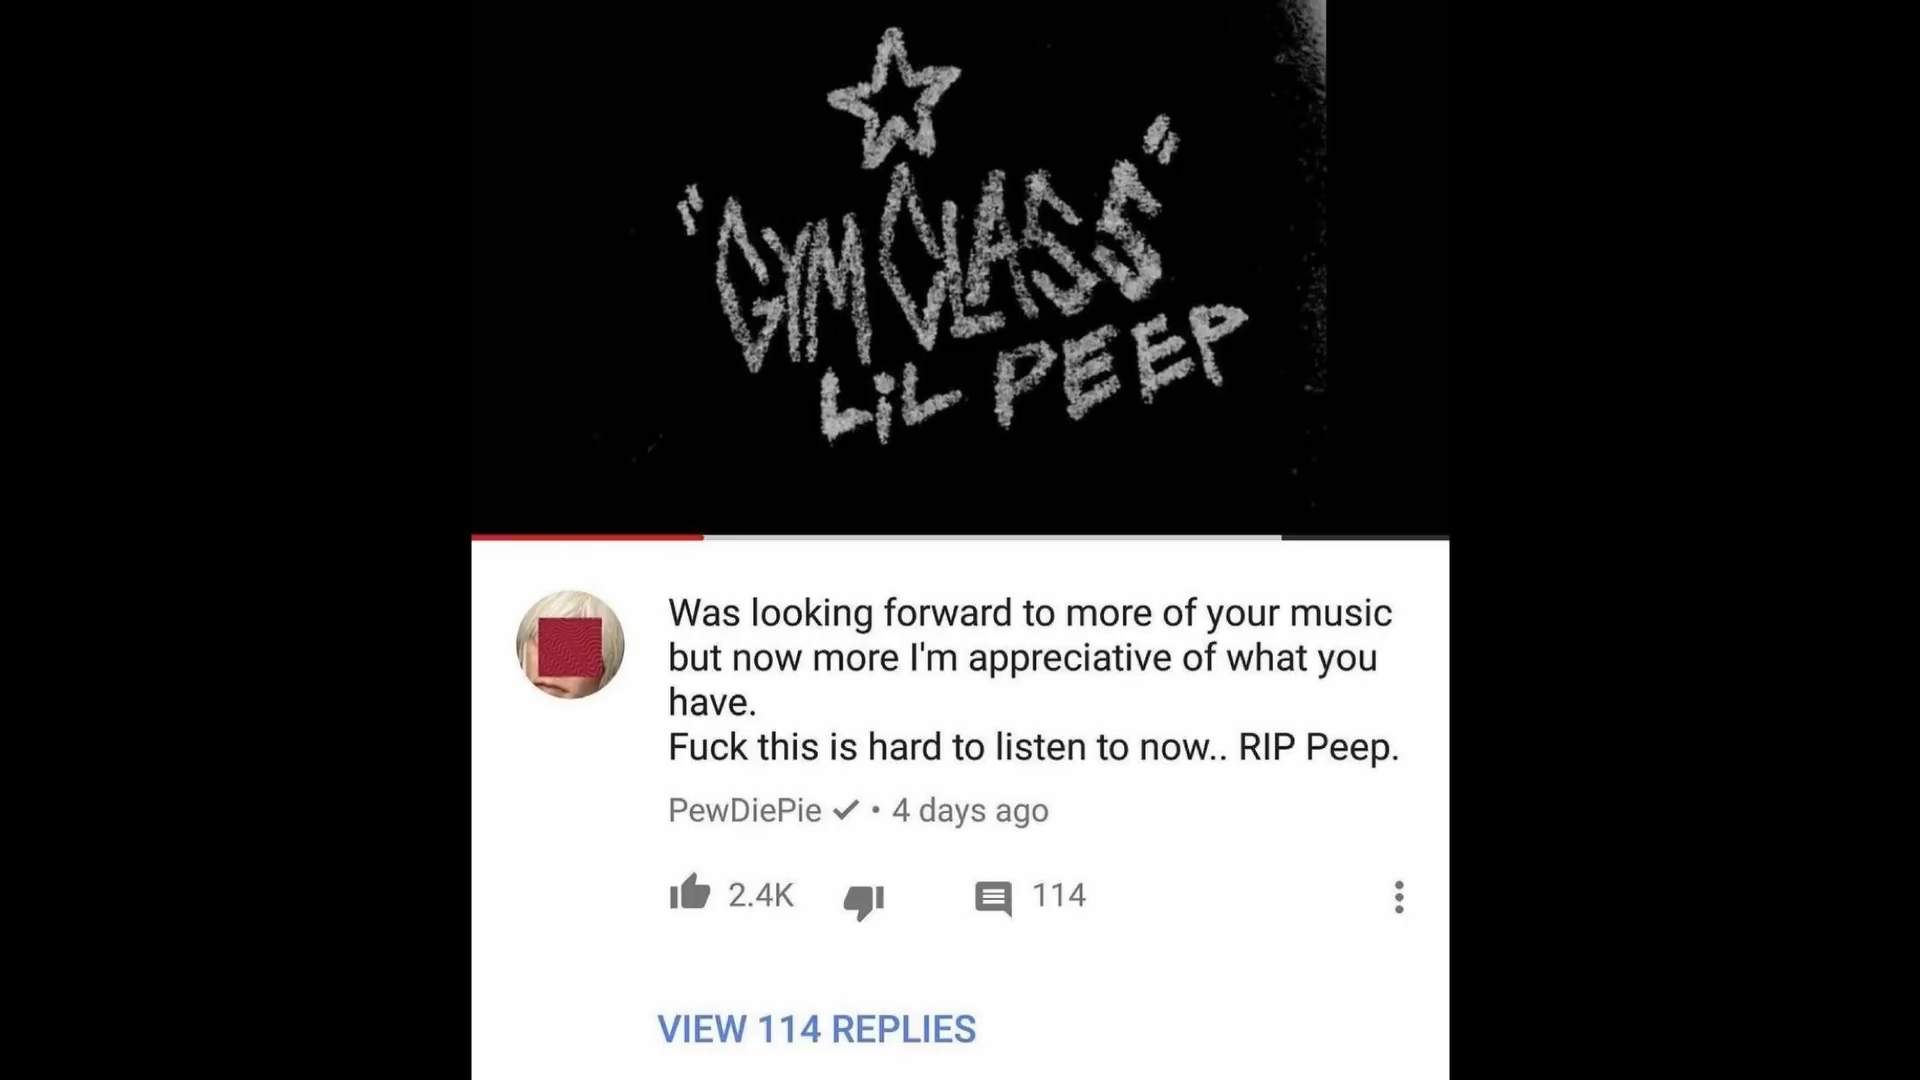 "GYM CLASS"
LiL PEEP
Was looking forward to more of your music
but now more I'm appreciative of what you
have.
Fuck this is hard to listen to now.. RIP Peep.
PewDiePie ✓ • 4 days ago
2.4K 114
VIEW 114 REPLIES